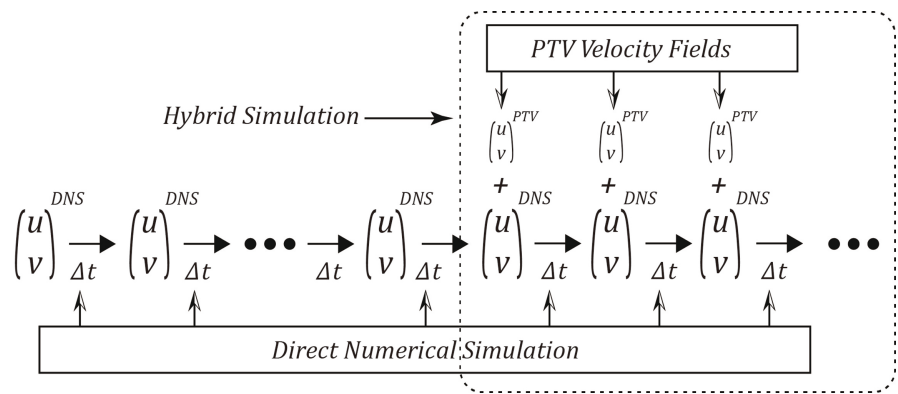 PTV Velocity Fields
Hybrid Simulation
(u v)^PTV (u v)^PTV (u v)^PTV
+ + +
(u v)^DNS (u v)^DNS ●●● (u v)^DNS (u v)^DNS (u v)^DNS (u v)^DNS ●●●
Δt Δt Δt Δt Δt Δt Δt
Direct Numerical Simulation